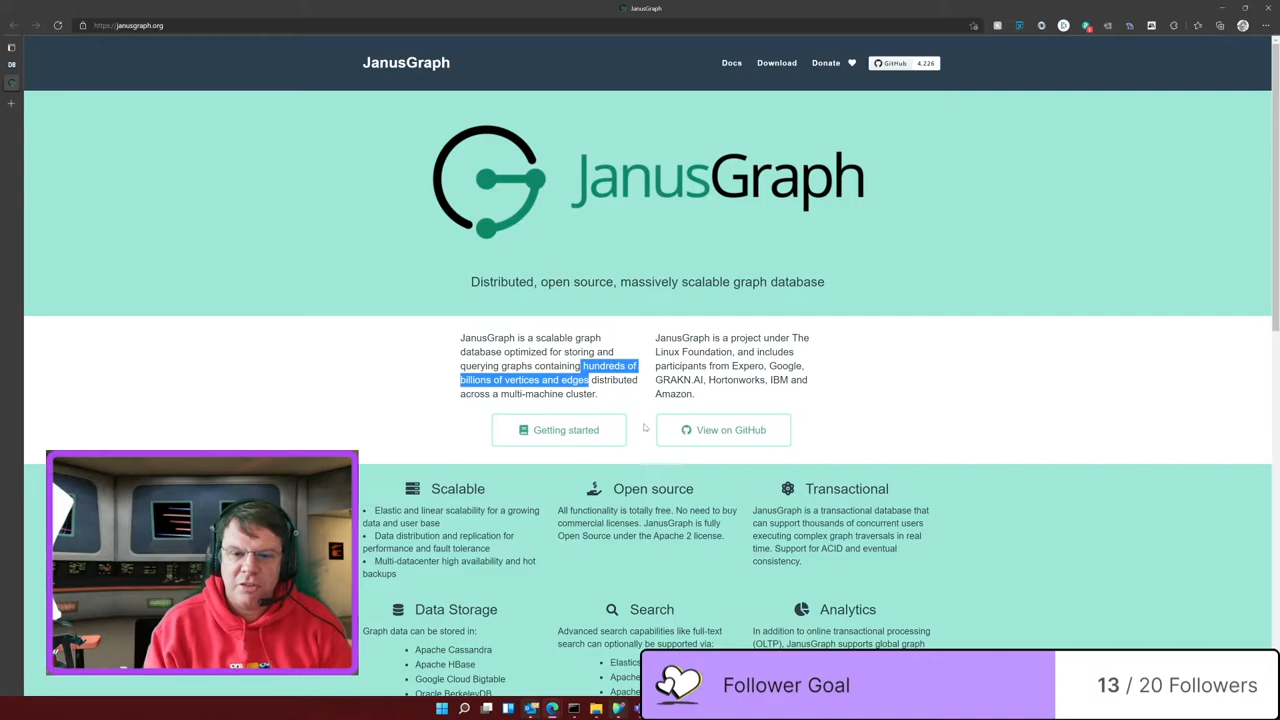 JanusGraph
https://janusgraph.org
DB
JanusGraph
Docs
Download
Donate
GitHub
4,226
JanusGraph
Distributed, open source, massively scalable graph database
JanusGraph is a scalable graph
database optimized for storing and
querying graphs containing hundreds of
billions of vertices and edges distributed
across a multi-machine cluster.
JanusGraph is a project under The
Linux Foundation, and includes
participants from Expero, Google,
GRAKN.AI, Hortonworks, IBM and
Amazon.
Getting started
View on GitHub
Scalable
• Elastic and linear scalability for a growing
data and user base
• Data distribution and replication for
performance and fault tolerance
• Multi-datacenter high availability and hot
backups
Open source
All functionality is totally free. No need to buy
commercial licenses. JanusGraph is fully
Open Source under the Apache 2 license.
Transactional
JanusGraph is a transactional database that
can support thousands of concurrent users
executing complex graph traversals in real
time. Support for ACID and eventual
consistency.
Data Storage
Graph data can be stored in:
• Apache Cassandra
• Apache HBase
• Google Cloud Bigtable
• Oracle BerkeleyDB
Search
Advanced search capabilities like full-text
search can optionally be supported via:
• Elastics
• Apache
• Apache
Analytics
In addition to online transactional processing
(OLTP), JanusGraph supports global graph
Follower Goal
13 / 20 Followers